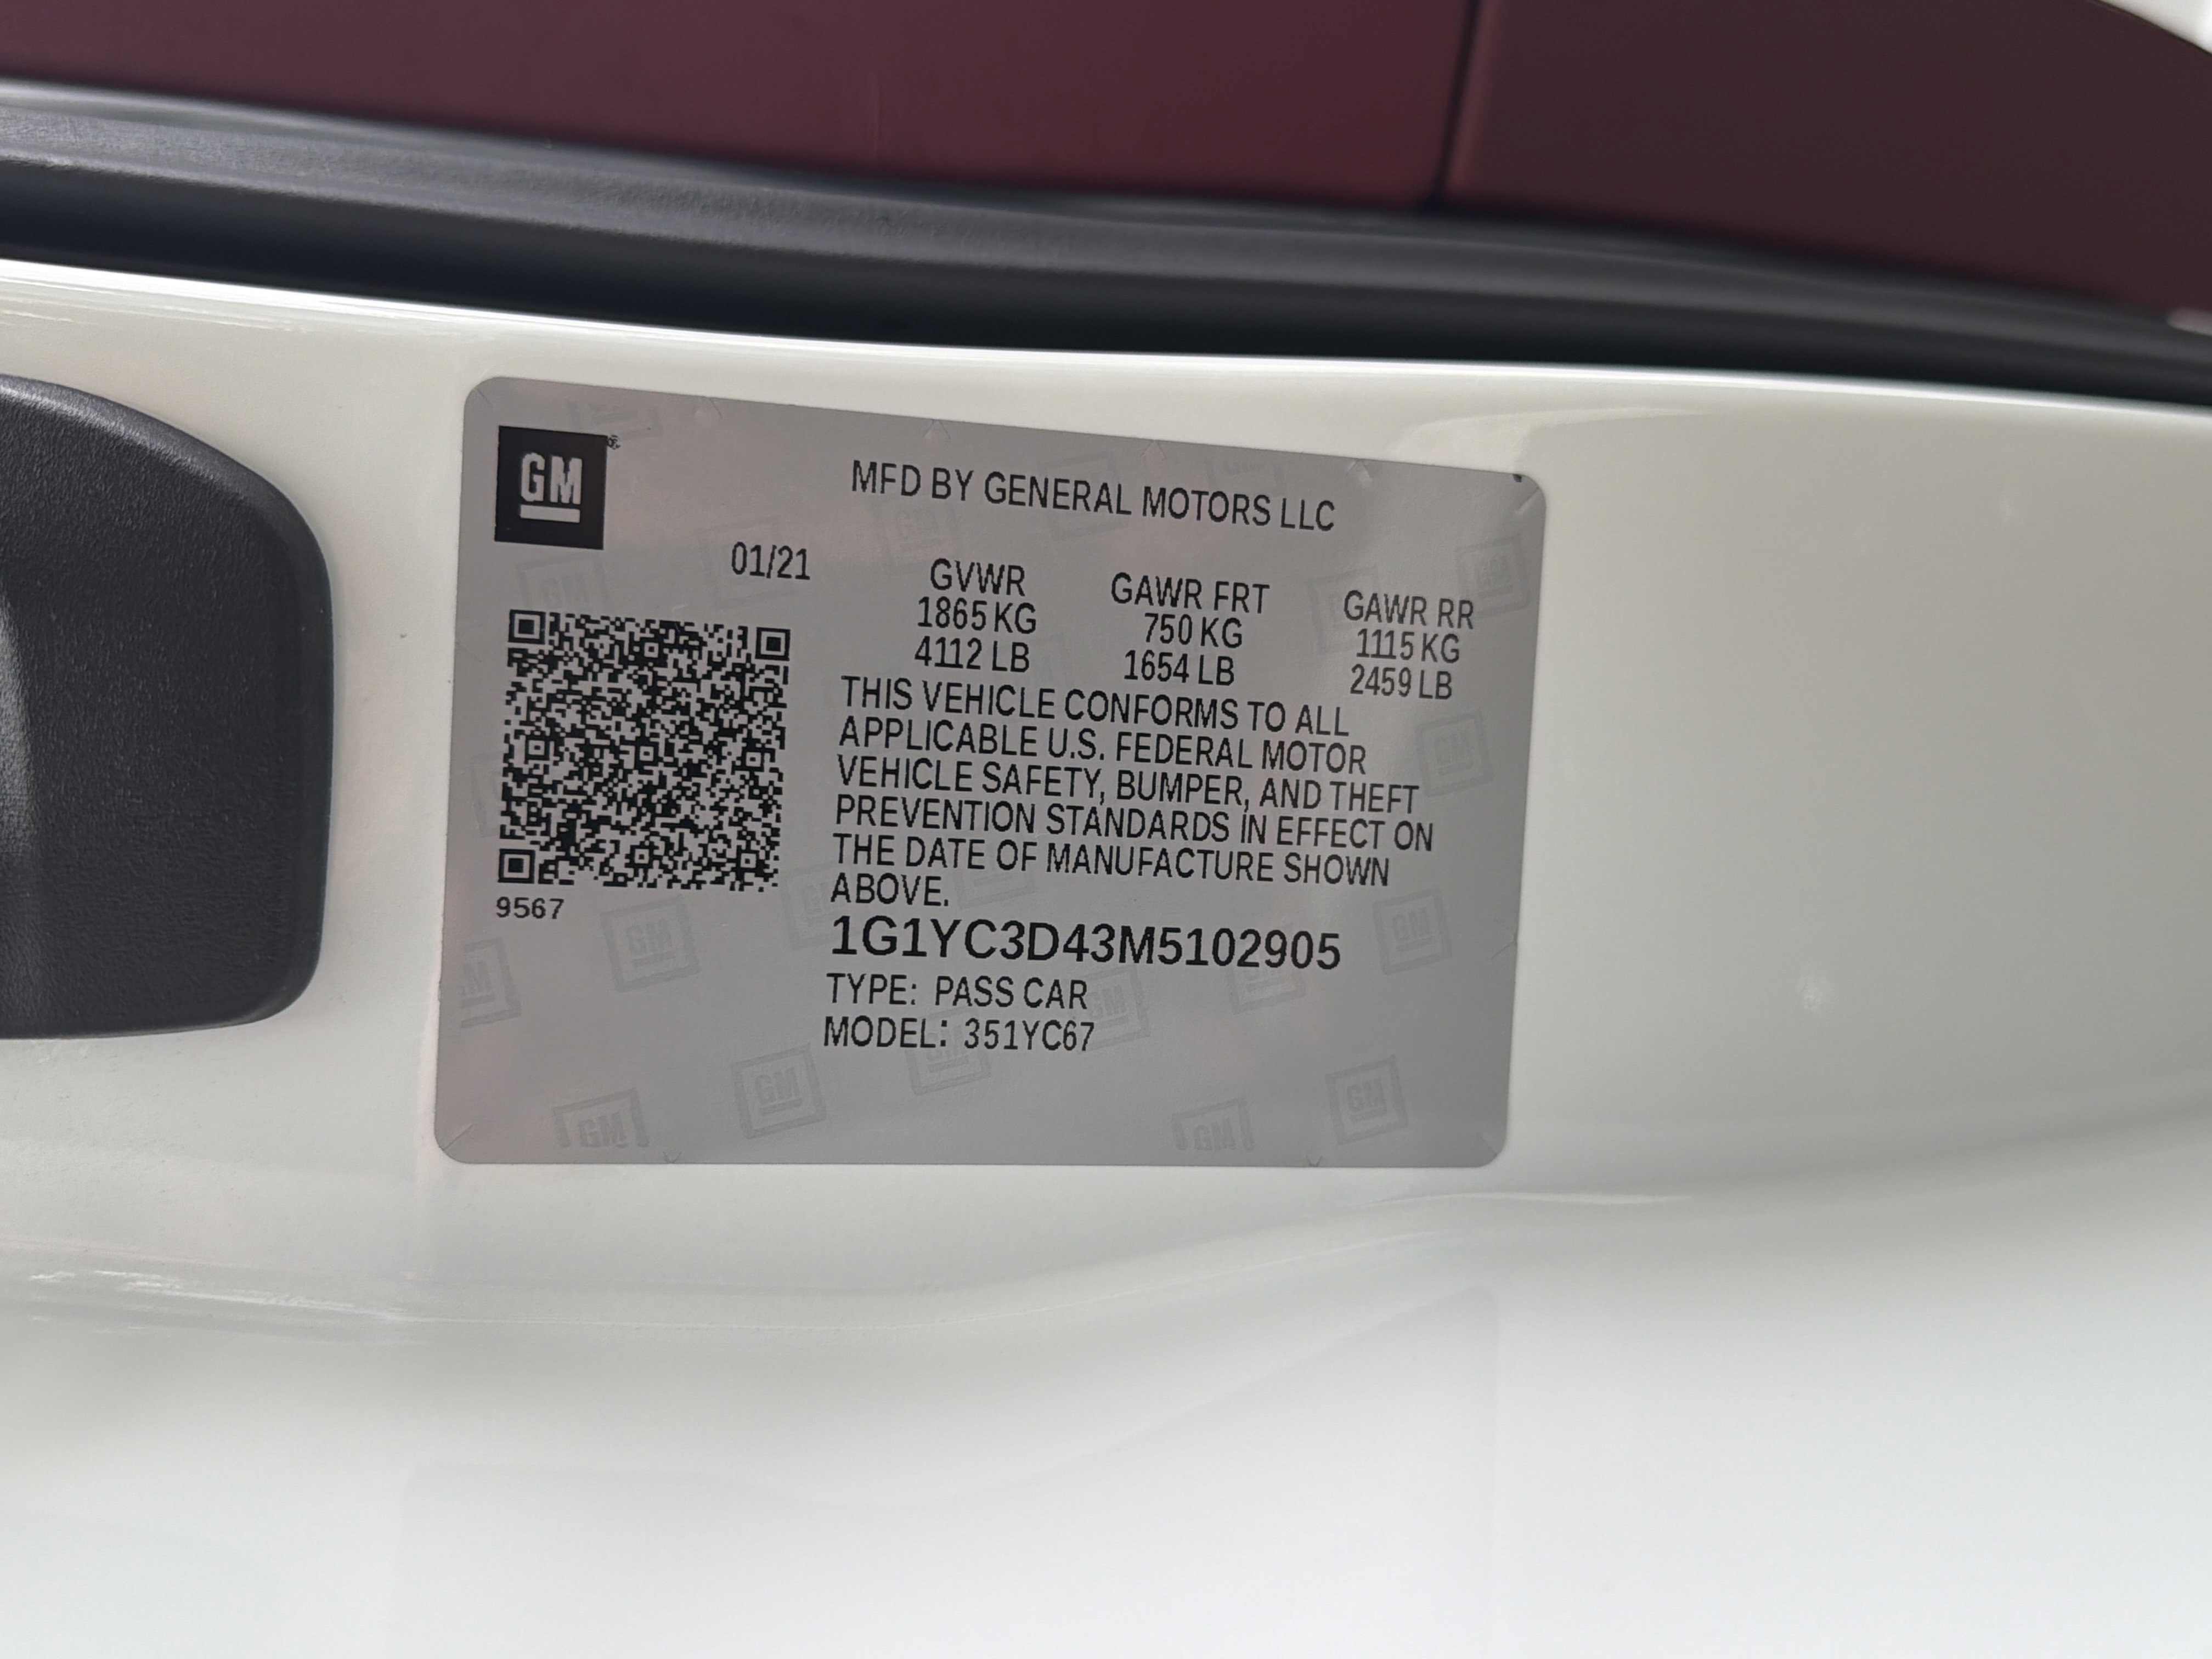 GM
MFD BY GENERAL MOTORS LLC
01/21 GVWR GAWR FRT GAWR RR
1865 KG 750 KG 1115 KG
4112 LB 1654 LB 2459 LB
THIS VEHICLE CONFORMS TO ALL
APPLICABLE U.S. FEDERAL MOTOR
VEHICLE SAFETY, BUMPER, AND THEFT
PREVENTION STANDARDS IN EFFECT ON
THE DATE OF MANUFACTURE SHOWN
ABOVE.
9567
1G1YC3D43M5102905
TYPE: PASS CAR
MODEL: 351YC67